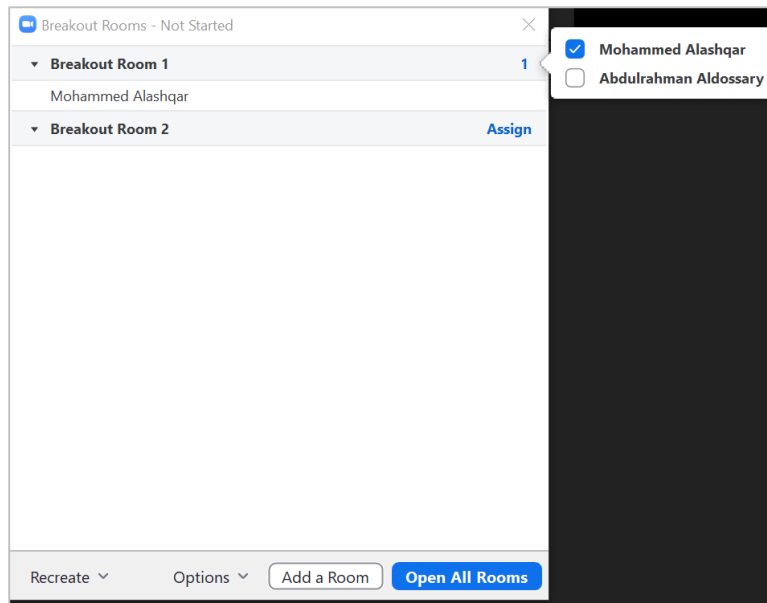 Breakout Rooms - Not Started
Breakout Room 1 1
Mohammed Alashqar
Breakout Room 2 Assign
Mohammed Alashqar
Abdulrahman Aldossary
Recreate Options Add a Room Open All Rooms